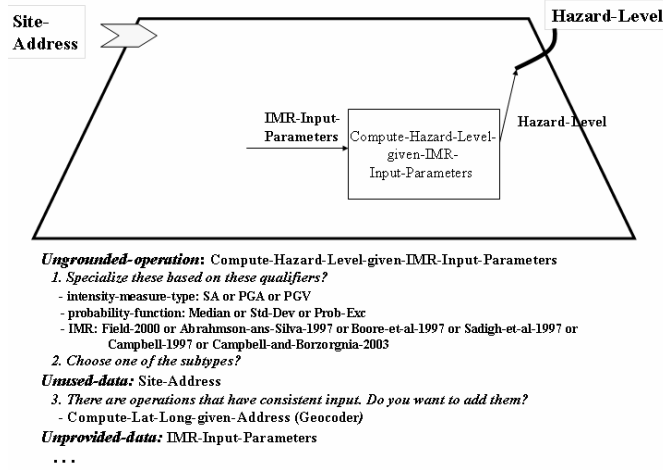 Site-
Address
Hazard-Level
IMR-Input-
Parameters
Compute-Hazard-Level-
given-IMR-
Input-Parameters
Hazard-Level
Ungrounded-operation: Compute-Hazard-Level-given-IMR-Input-Parameters
1. Specialize these based on these qualifiers?
- intensity-measure-type: SA or PGA or PGV
- probability-function: Median or Std-Dev or Prob-Exc
- IMR: Field-2000 or Abrahmson-ans-Silva-1997 or Boore-et-al-1997 or Sadigh-et-al-1997 or
Campbell-1997 or Campbell-and-Borzorgnia-2003
2. Choose one of the subtypes?
Unused-data: Site-Address
3. There are operations that have consistent input. Do you want to add them?
- Compute-Lat-Long-given-Address (Geocoder)
Unprovided-data: IMR-Input-Parameters
...